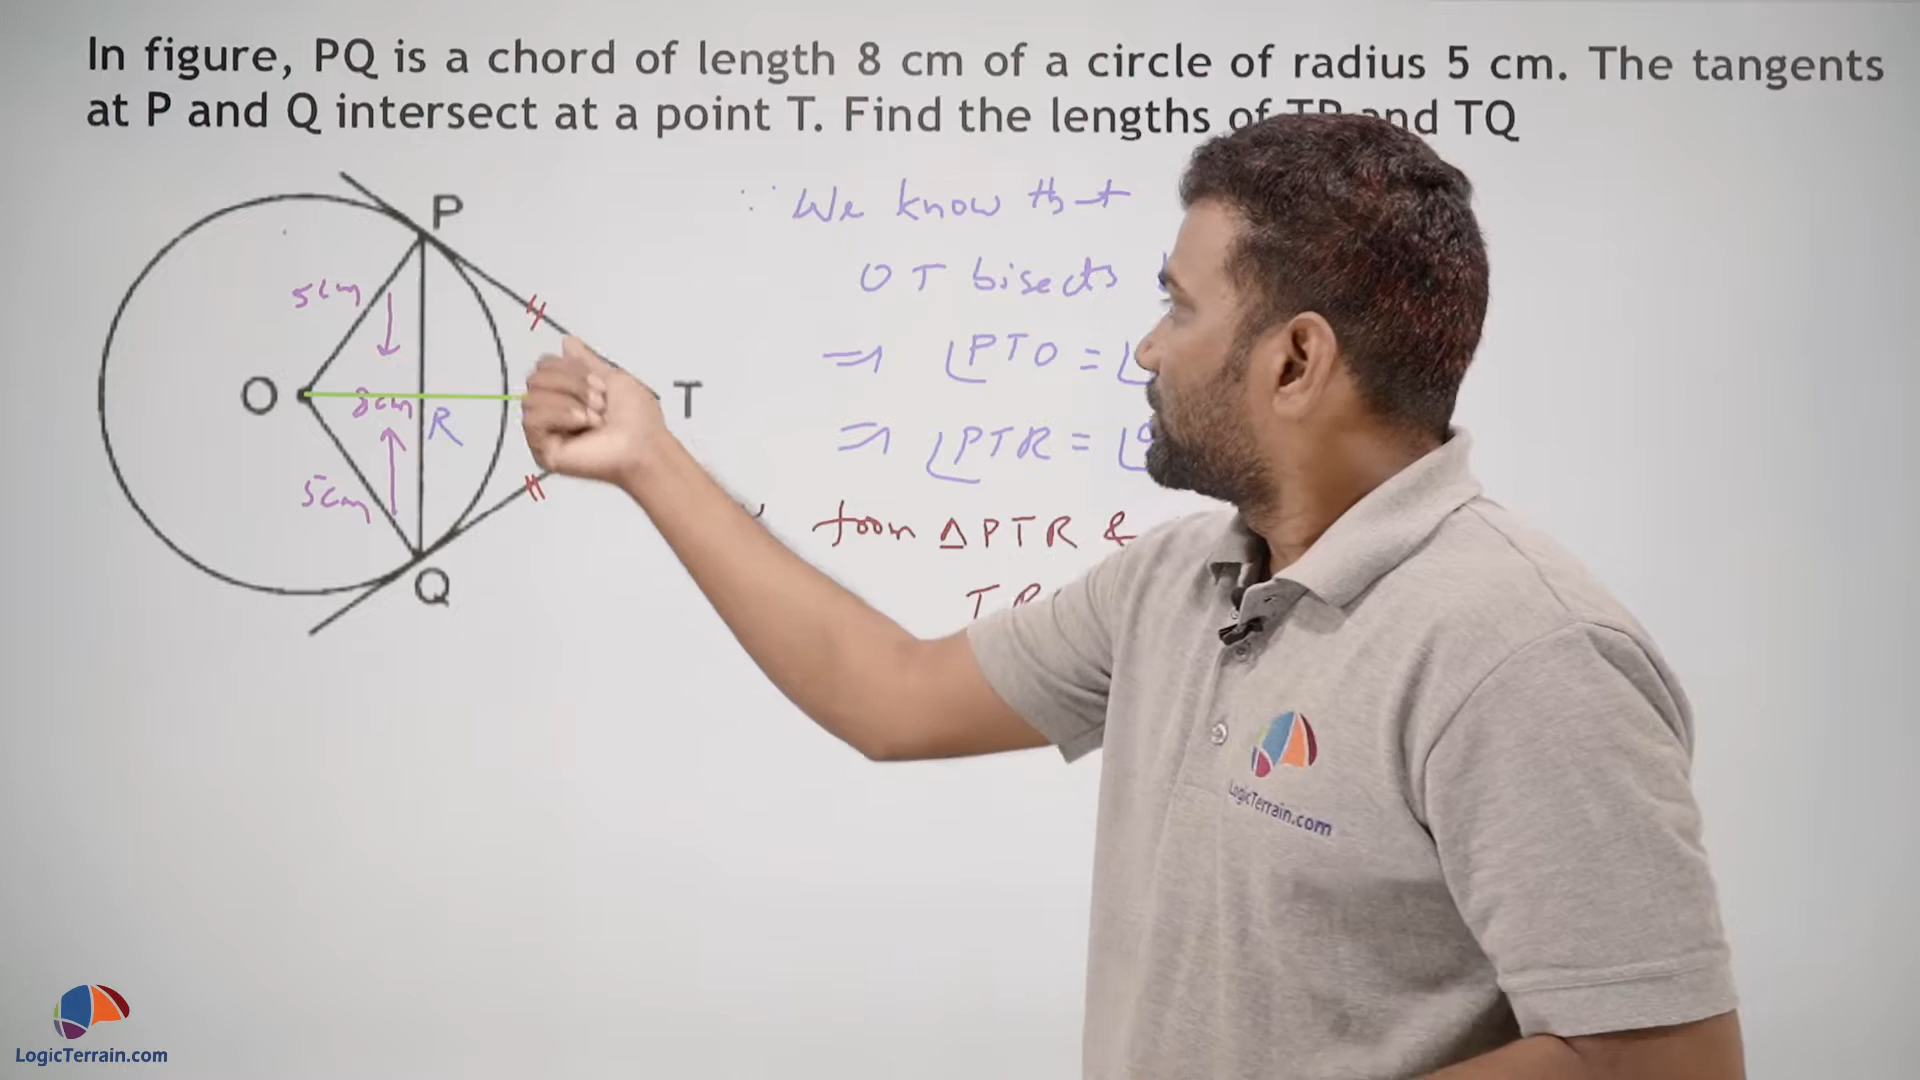 In figure, PQ is a chord of length 8 cm of a circle of radius 5 cm. The tangents
at P and Q intersect at a point T. Find the lengths of TP and TQ
P
5cm
O
8cm
R
T
5cm
Q
∵ We know that
OT bisects
⇒ ∠PTO = ∠
⇒ ∠PTR = ∠
from △PTR &
LogicTerrain.com
LogicTerrain.com